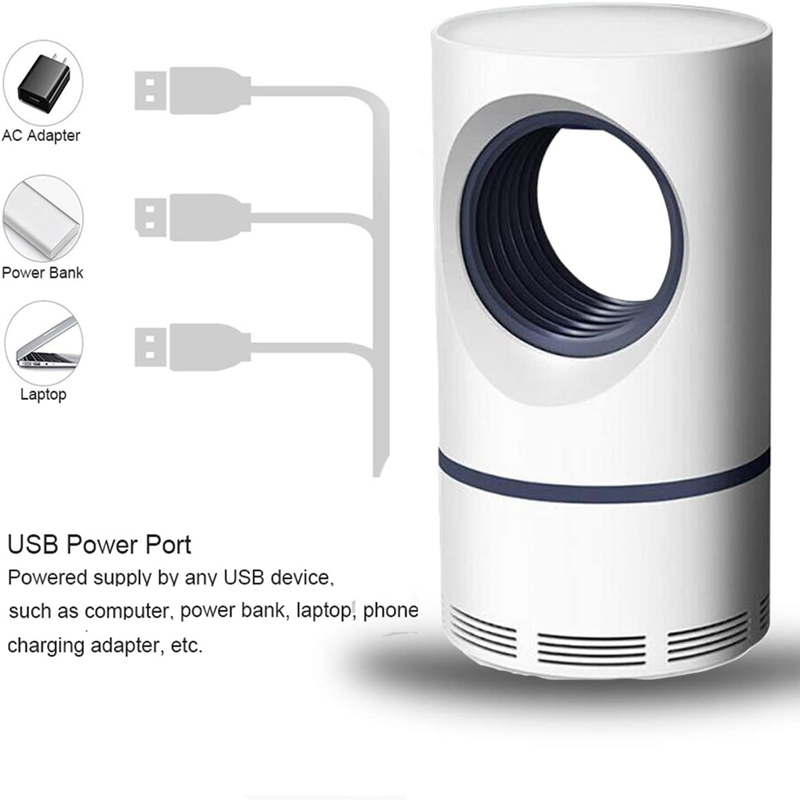 AC Adapter
Power Bank
Laptop
USB Power Port
Powered supply by any USB device,
such as computer, power bank, laptop, phone
charging adapter, etc.